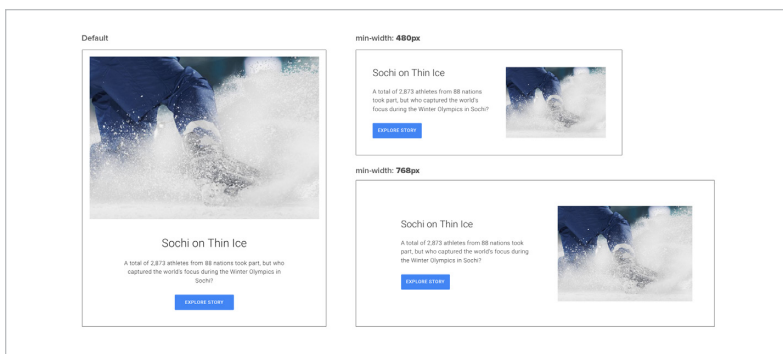 Default
Sochi on Thin Ice
A total of 2,873 athletes from 88 nations took part, but who
captured the world's focus during the Winter Olympics in
Sochi?
EXPLORE STORY
min-width: 480px
Sochi on Thin Ice
A total of 2,873 athletes from 88 nations
took part, but who captured the world's
focus during the Winter Olympics in Sochi?
EXPLORE STORY
min-width: 768px
Sochi on Thin Ice
A total of 2,873 athletes from 88 nations took
part, but who captured the world's focus during
the Winter Olympics in Sochi?
EXPLORE STORY